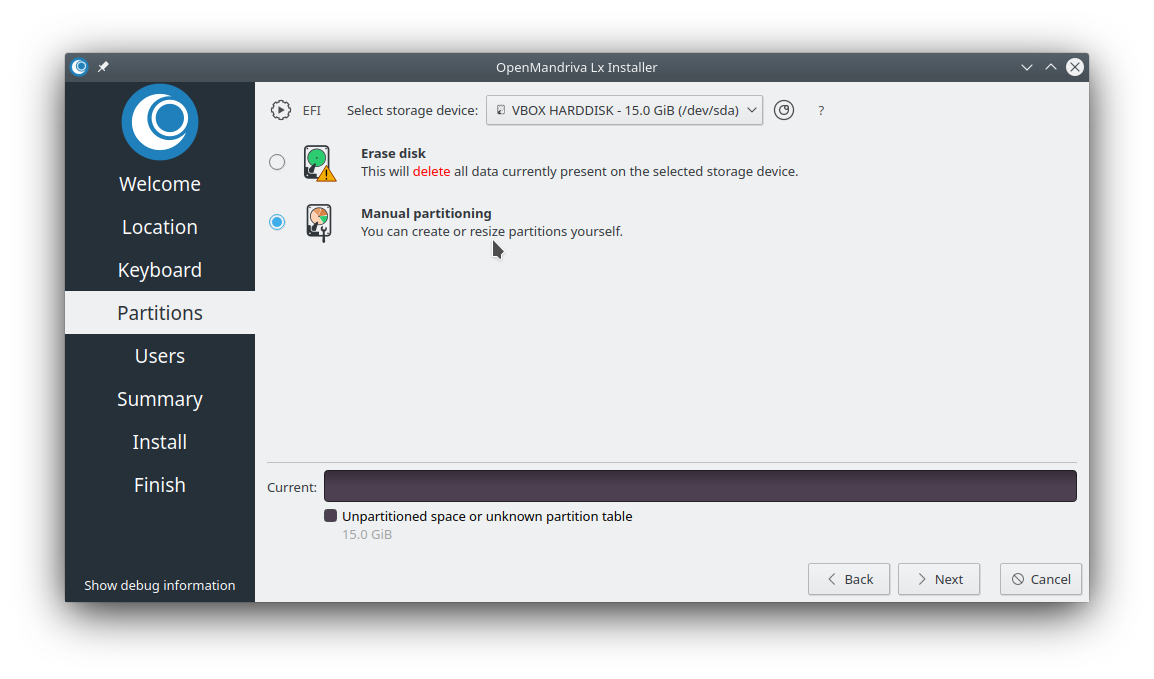 OpenMandriva Lx Installer
Welcome
Location
Keyboard
Partitions
Users
Summary
Install
Finish
Show debug information
EFI Select storage device: VBOX HARDDISK - 15.0 GiB (/dev/sda) ?
Erase disk
This will delete all data currently present on the selected storage device.
Manual partitioning
You can create or resize partitions yourself.
Current:
Unpartitioned space or unknown partition table
15.0 GiB
Back Next Cancel